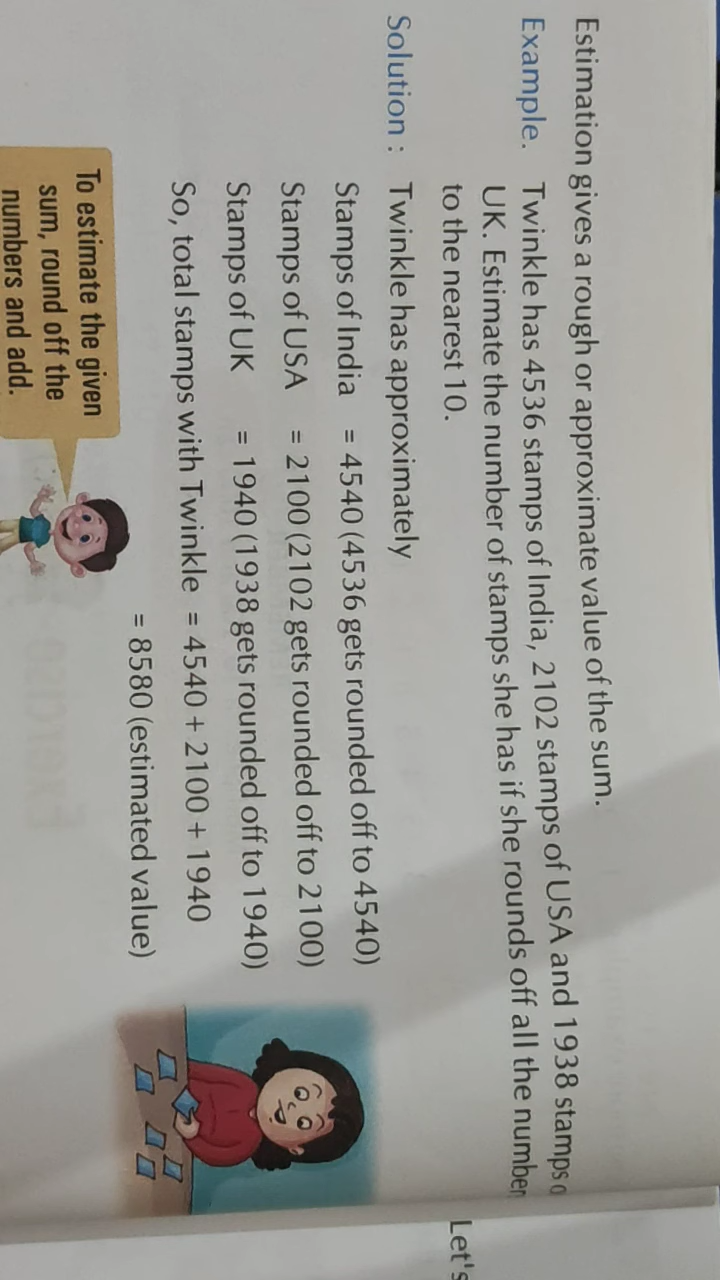 Estimation gives a rough or approximate value of the sum.
Example. Twinkle has 4536 stamps of India, 2102 stamps of USA and 1938 stamps
UK. Estimate the number of stamps she has if she rounds off all the number
to the nearest 10.
Solution : Twinkle has approximately
Stamps of India = 4540 (4536 gets rounded off to 4540)
Stamps of USA = 2100 (2102 gets rounded off to 2100)
Stamps of UK = 1940 (1938 gets rounded off to 1940)
So, total stamps with Twinkle = 4540 + 2100 + 1940
= 8580 (estimated value)
To estimate the given
sum, round off the
numbers and add.
Let's